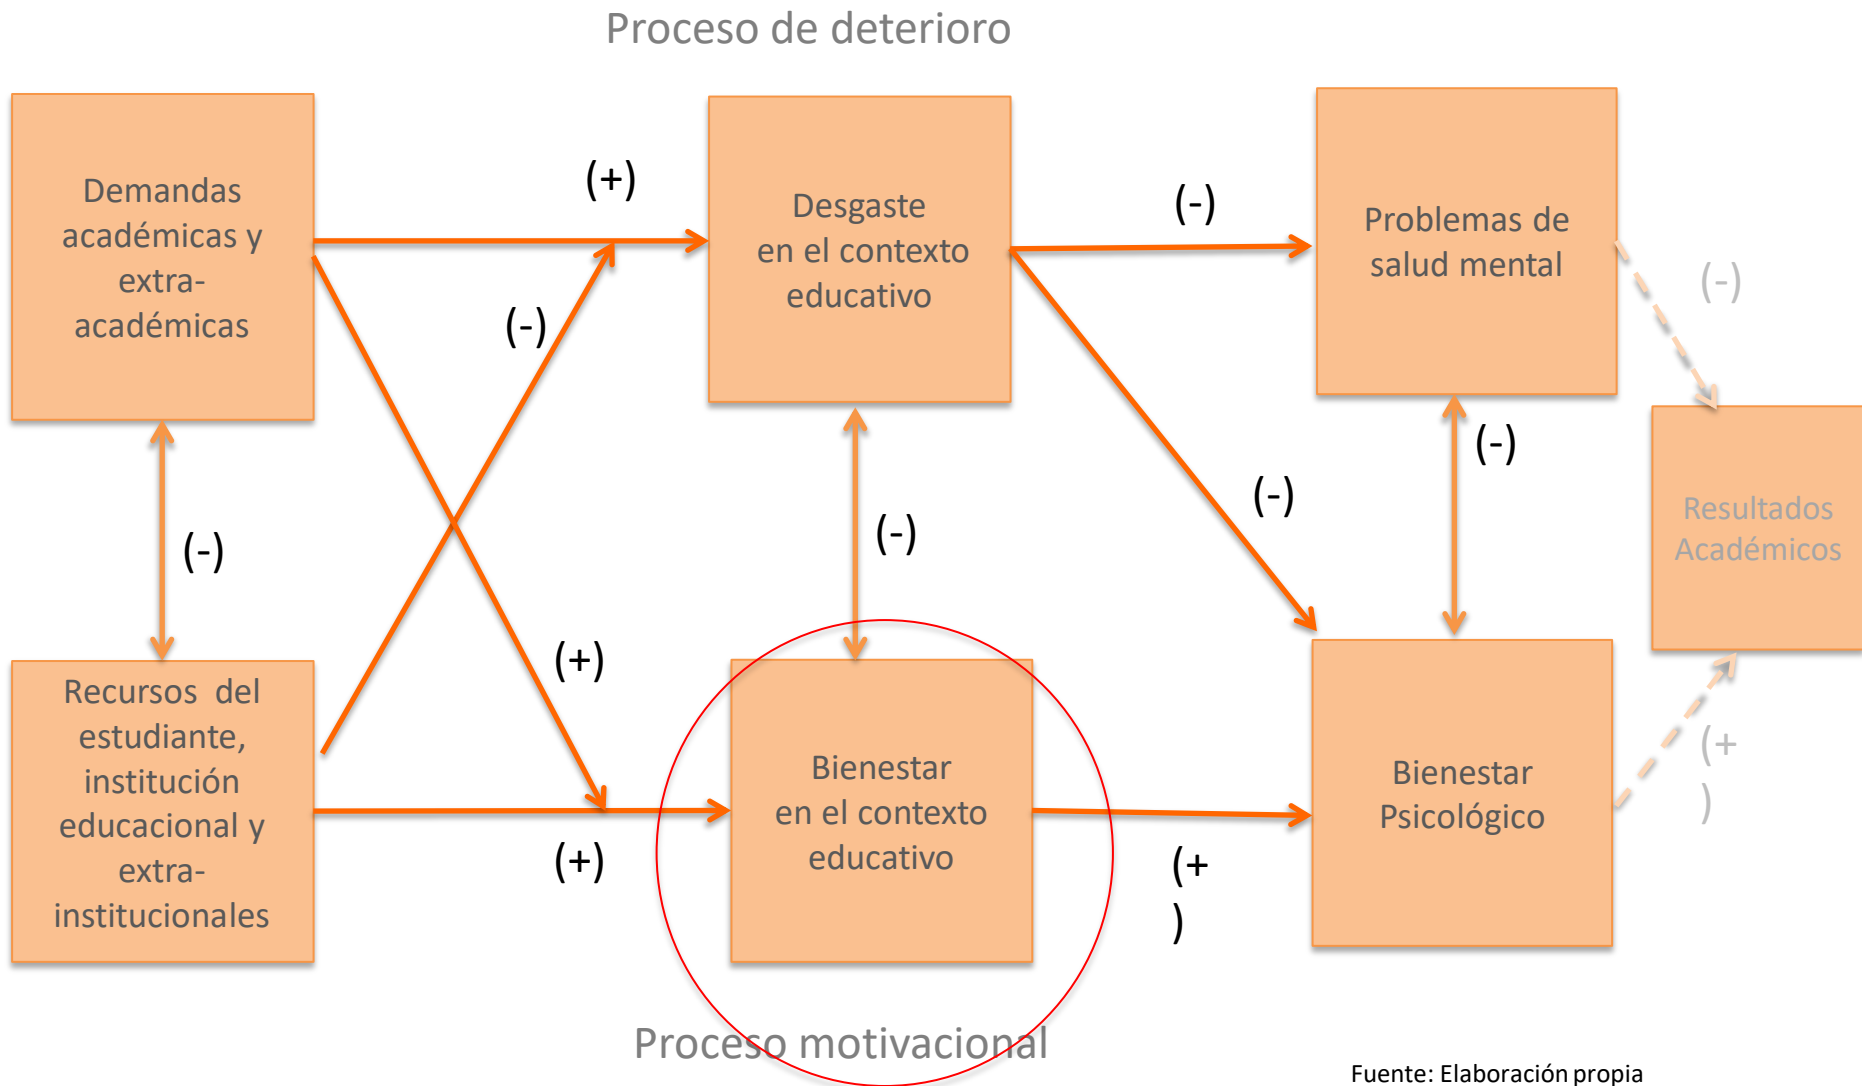 Proceso de deterioro
Demandas
académicas y
extra-
académicas
(+)
Desgaste
en el contexto
educativo
(-)
Problemas de
salud mental
(-)
(-)
(-)
(-)
(-)
(-)
Resultados
Académicos
(+)
Recursos  del
estudiante,
institución
educacional y
extra-
institucionales
(+)
Bienestar
en el contexto
educativo
(+
)
Bienestar
Psicológico
(+
)
Proceso motivacional
Fuente: Elaboración propia